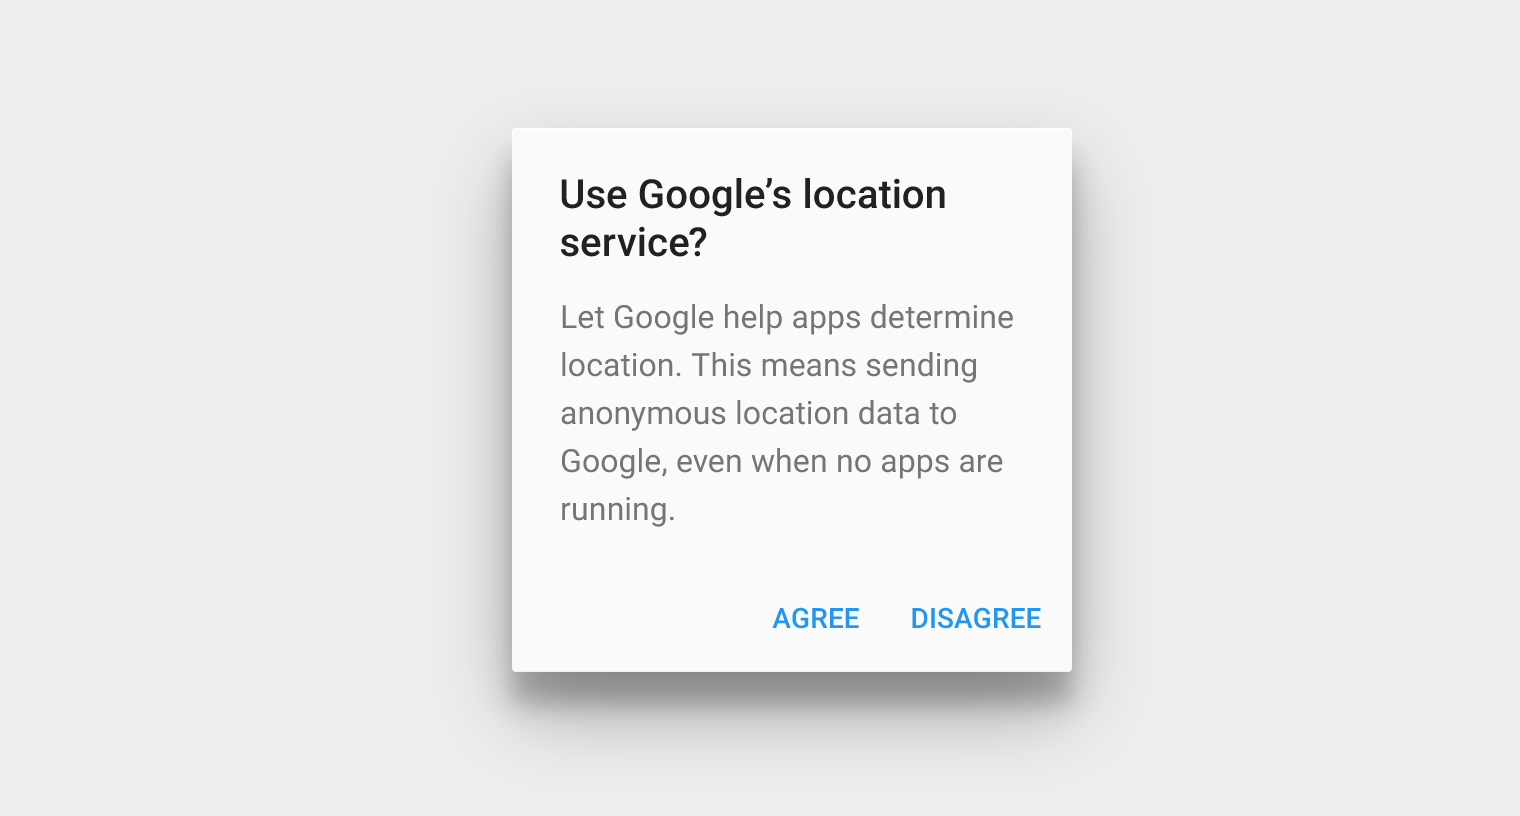 Use Google’s location
service?
Let Google help apps determine
location. This means sending
anonymous location data to
Google, even when no apps are
running.
AGREE DISAGREE